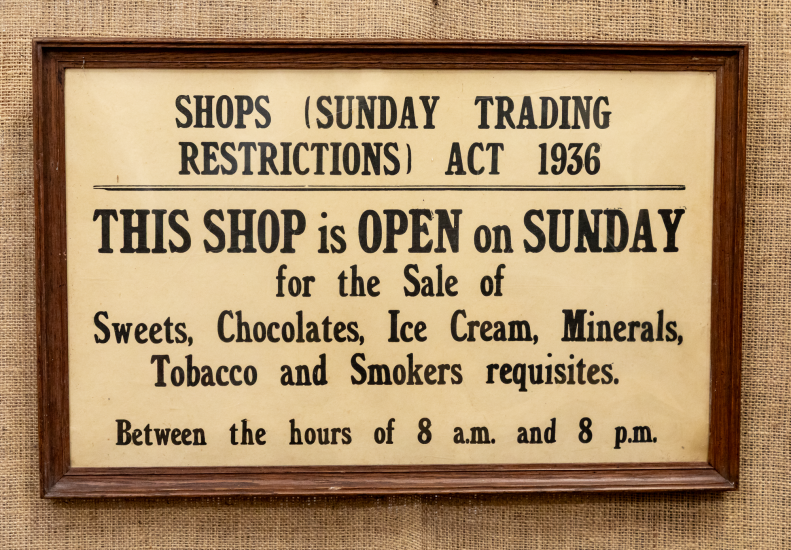 SHOPS (SUNDAY TRADING
RESTRICTIONS) ACT 1936
THIS SHOP is OPEN on SUNDAY
for the Sale of
Sweets, Chocolates, Ice Cream, Minerals,
Tobacco and Smokers requisites.
Between the hours of 8 a.m. and 8 p.m.